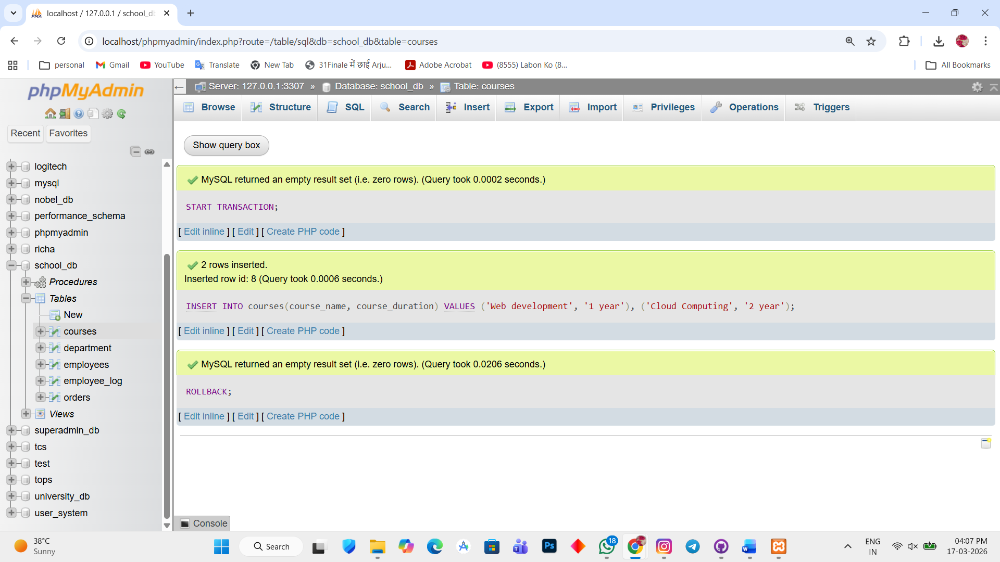 localhost / 127.0.0.1 / school_db
localhost/phpmyadmin/index.php?route=/table/sql&db=school_db&table=courses
personal
Gmail
YouTube
Translate
New Tab
31Finale में छाई Arju...
Adobe Acrobat
(8555) Labon Ko (8...
All Bookmarks
phpMyAdmin
Recent
Favorites
logitech
mysql
nobel_db
performance_schema
phpmyadmin
richa
school_db
Procedures
Tables
New
courses
department
employees
employee_log
orders
Views
superadmin_db
tcs
test
tops
university_db
user_system
Server: 127.0.0.1:3307 » Database: school_db » Table: courses
Browse
Structure
SQL
Search
Insert
Export
Import
Privileges
Operations
Triggers
Show query box
MySQL returned an empty result set (i.e. zero rows). (Query took 0.0002 seconds.)
START TRANSACTION;
[ Edit inline ] [ Edit ] [ Create PHP code ]
2 rows inserted.
Inserted row id: 8 (Query took 0.0006 seconds.)
INSERT INTO courses(course_name, course_duration) VALUES ('Web development', '1 year'), ('Cloud Computing', '2 year');
[ Edit inline ] [ Edit ] [ Create PHP code ]
MySQL returned an empty result set (i.e. zero rows). (Query took 0.0206 seconds.)
ROLLBACK;
[ Edit inline ] [ Edit ] [ Create PHP code ]
Console
38°C
Sunny
Search
Ps
18
ENG
IN
04:07 PM
17-03-2026